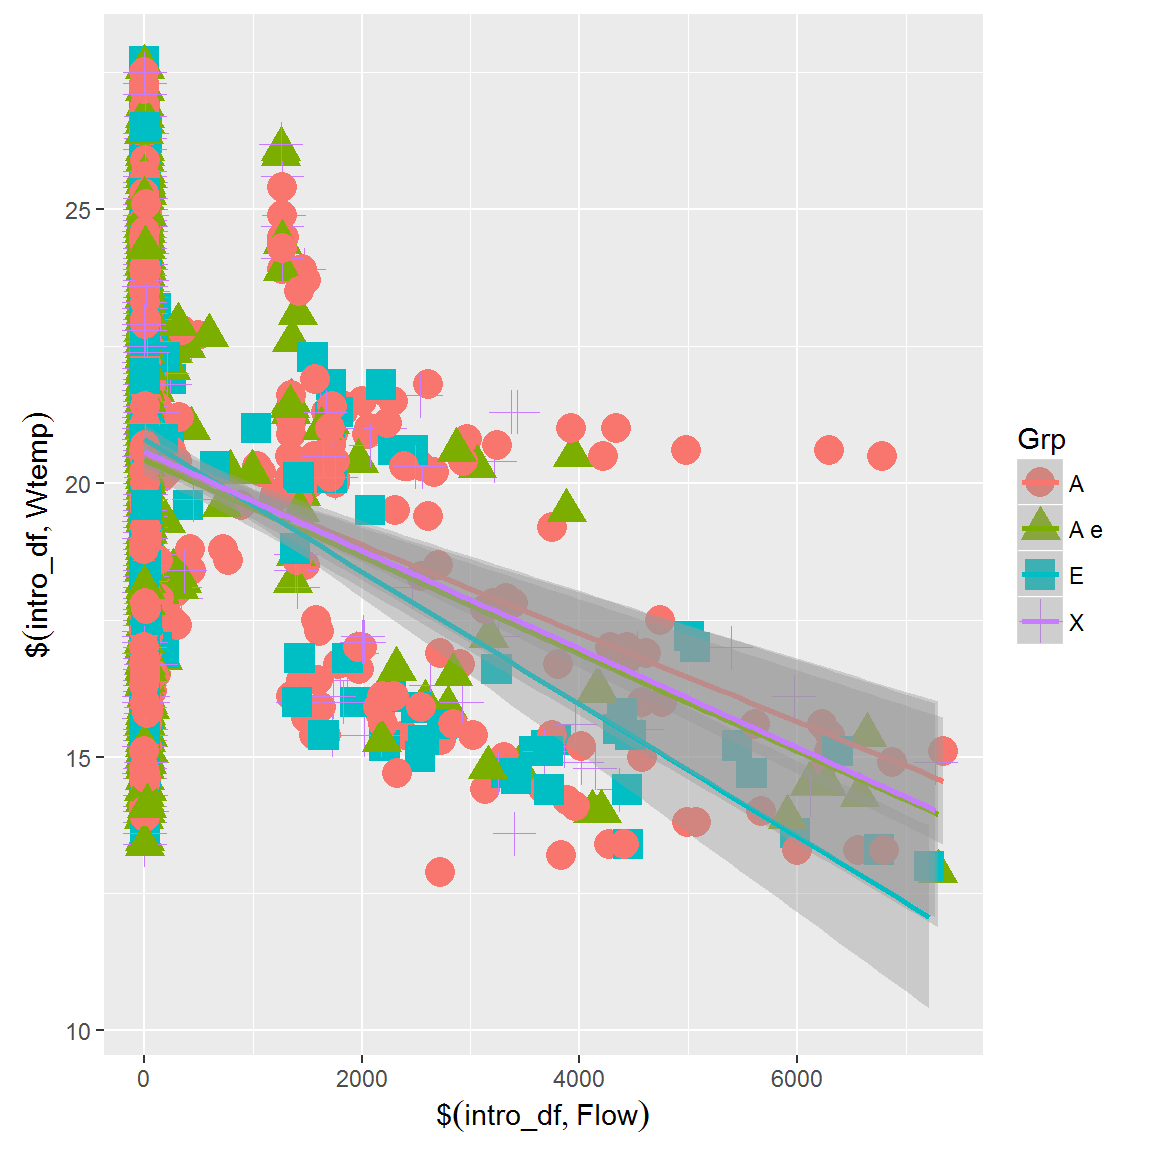 25
20
15
10
0
2000
4000
6000
$(intro_df, Wtemp)
$(intro_df, Flow)
Grp
A
A e
E
X